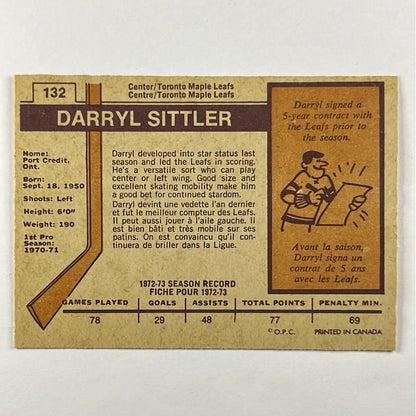 132
Center/Toronto Maple Leafs
Centre/Toronto Maple Leafs
DARRYL SITTLER
Name:
Port Credit,
Ont.
Born:
Sept. 18, 1950
Shoots: Left
Height: 6'0"
Weight: 190
1st Pro
Season:
1970-71
Darryl developed into star status last
season and led the Leafs in scoring.
He's a versatile sort who can play
center or left wing. Good size and
excellent skating mobility make him
a good bet for continued stardom.
Darryl devint une vedette l'an dernier
et fut le meilleur compteur des Leafs.
Il peut aussi jouer à l'aile gauche. Il
est bien bâti et très mobile sur ses
patins. On est convaincu qu'il conti-
nuera de briller dans la Ligue.
Darryl signed a
5-year contract with
the Leafs prior to
the season.
Avant la saison,
Darryl signa un
contrat de 5 ans
avec les Leafs.
1972-73 SEASON RECORD
FICHE POUR 1972-73
GAMES PLAYED GOALS ASSISTS TOTAL POINTS PENALTY MIN.
78 29 48 77 69
© O.P.C. PRINTED IN CANADA